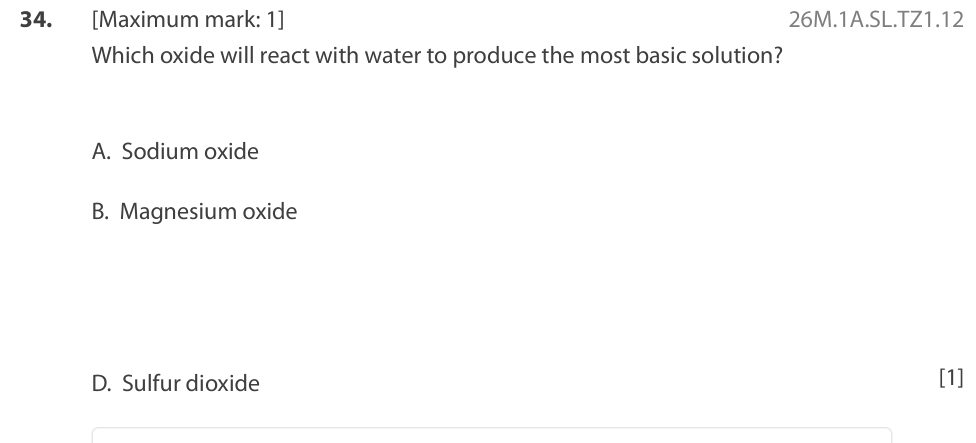 34. [Maximum mark: 1] 26M.1A.SL.TZ1.12
Which oxide will react with water to produce the most basic solution?
A. Sodium oxide
B. Magnesium oxide
D. Sulfur dioxide [1]